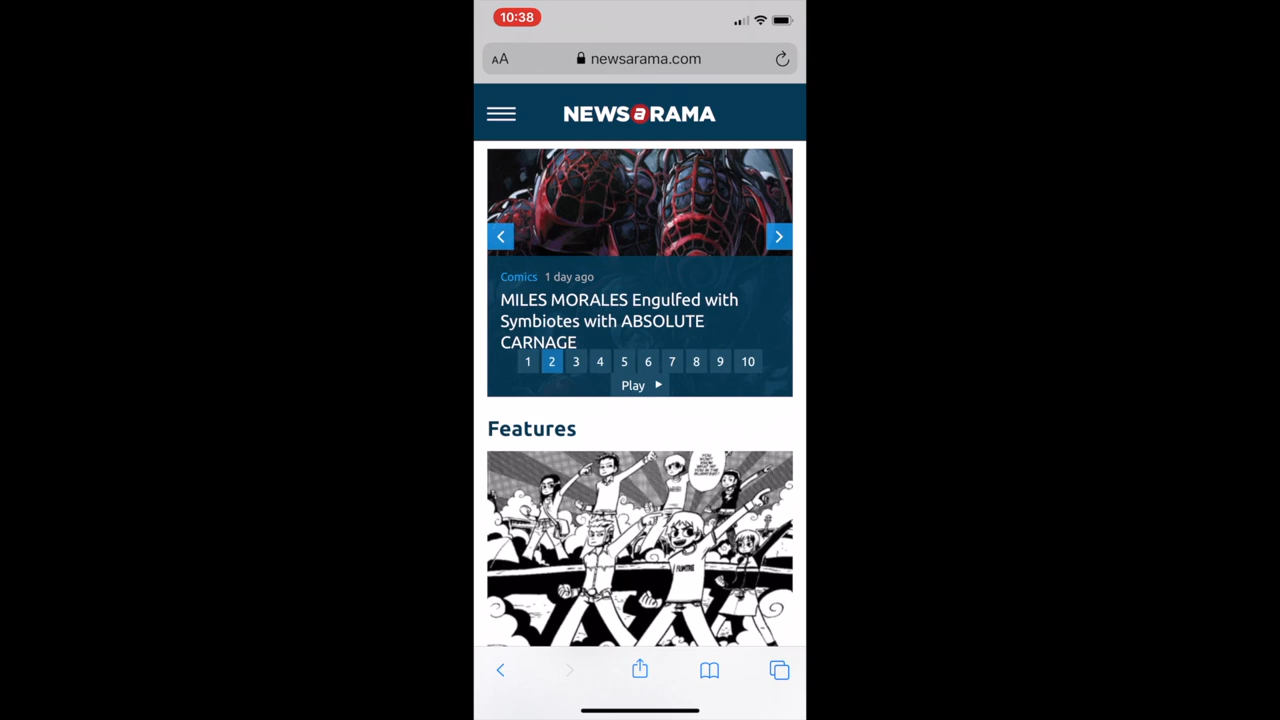 10:38
AA newsarama.com
NEWSaRAMA
Comics 1 day ago
MILES MORALES Engulfed with
Symbiotes with ABSOLUTE
CARNAGE
1 2 3 4 5 6 7 8 9 10
Play
Features